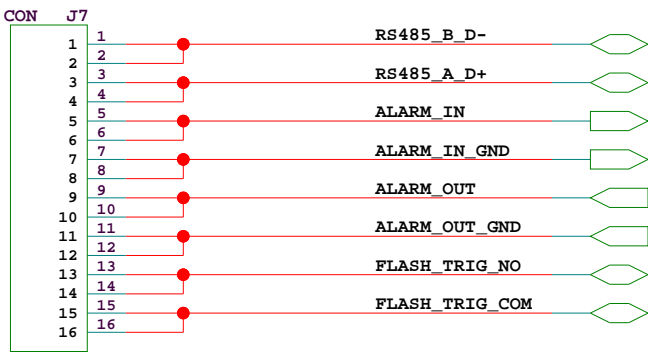 CON J7
1 1 RS485_B_D-
2 2
3 3 RS485_A_D+
4 4
5 5 ALARM_IN
6 6
7 7 ALARM_IN_GND
8 8
9 9 ALARM_OUT
10 10
11 11 ALARM_OUT_GND
12 12
13 13 FLASH_TRIG_NO
14 14
15 15 FLASH_TRIG_COM
16 16